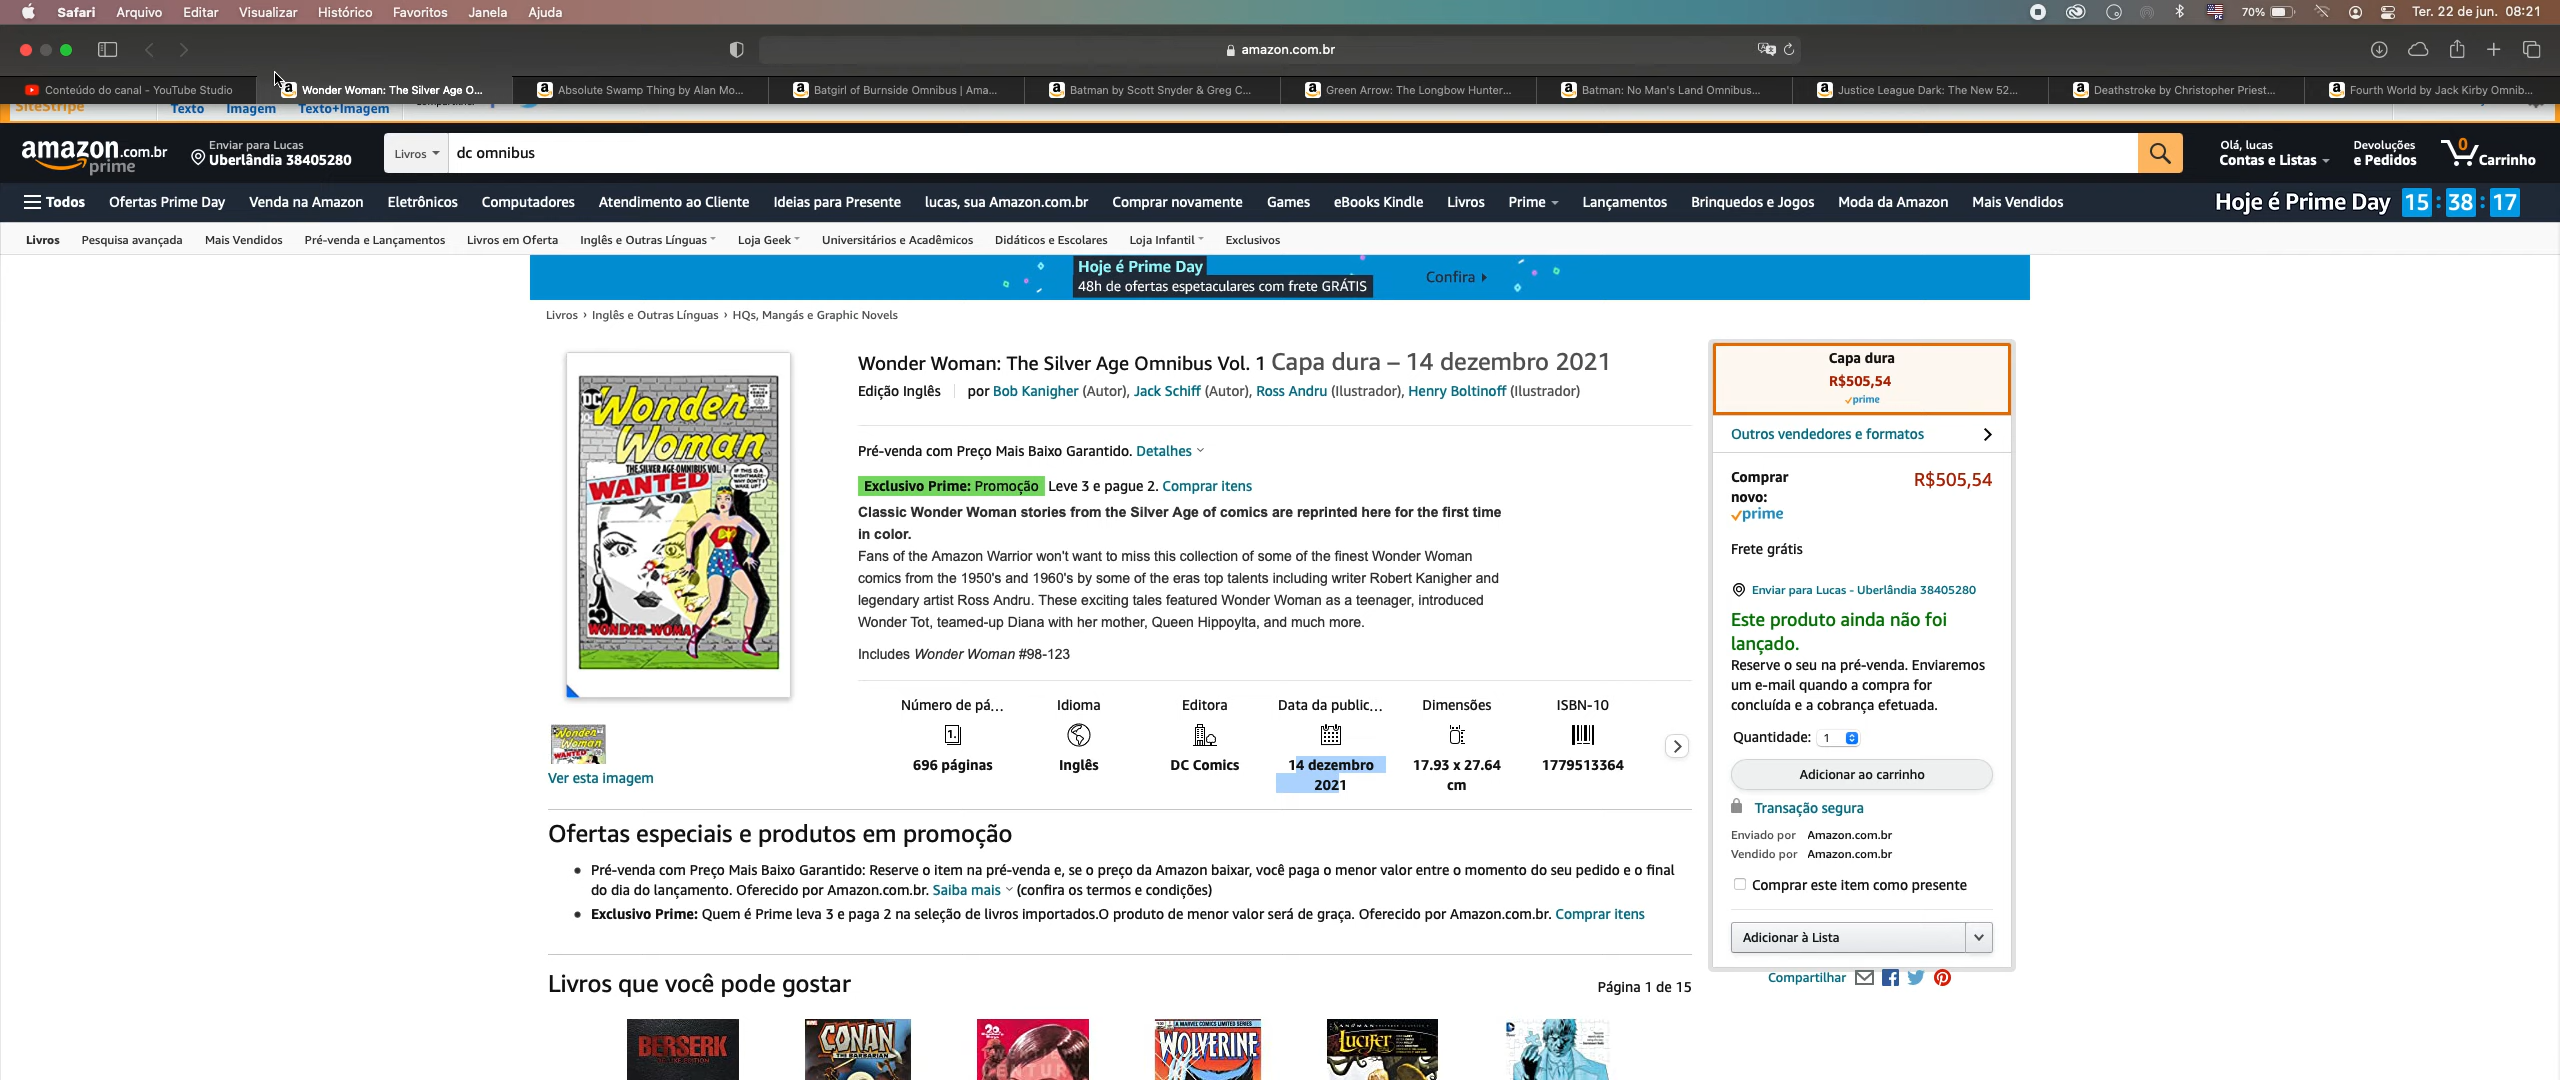 Safari Arquivo Editar Visualizar Histórico Favoritos Janela Ajuda 70% Ter. 22 de jun. 08:21
amazon.com.br
Conteúdo do canal - YouTube Studio
Wonder Woman: The Silver Age O...
Absolute Swamp Thing by Alan Mo...
Batgirl of Burnside Omnibus | Ama...
Batman by Scott Snyder & Greg C...
Green Arrow: The Longbow Hunter...
Batman: No Man's Land Omnibus...
Justice League Dark: The New 52...
Deathstroke by Christopher Priest...
Fourth World by Jack Kirby Omnib...
SiteStripe Texto Imagem Texto+Imagem
amazon.com.br
prime
Enviar para Lucas
Uberlândia 38405280
Livros
dc omnibus
Olá, lucas
Contas e Listas
Devoluções
e Pedidos
0
Carrinho
Todos Ofertas Prime Day Venda na Amazon Eletrônicos Computadores Atendimento ao Cliente Ideias para Presente lucas, sua Amazon.com.br Comprar novamente Games eBooks Kindle Livros Prime Lançamentos Brinquedos e Jogos Moda da Amazon Mais Vendidos Hoje é Prime Day 15 : 38 : 17
Livros Pesquisa avançada Mais Vendidos Pré-venda e Lançamentos Livros em Oferta Inglês e Outras Línguas Loja Geek Universitários e Acadêmicos Didáticos e Escolares Loja Infantil Exclusivos
Hoje é Prime Day
48h de ofertas espetaculares com frete GRÁTIS
Confira
Livros › Inglês e Outras Línguas › HQs, Mangás e Graphic Novels
DC
Wonder
Woman
THE SILVER AGE OMNIBUS VOL. 1
WANTED
IF THIS IS A
NIGHTMARE-
WHY DON'T I
WAKE UP?
WONDER-WOMAN
Ver esta imagem
Wonder Woman: The Silver Age Omnibus Vol. 1 Capa dura – 14 dezembro 2021
Edição Inglês por Bob Kanigher (Autor), Jack Schiff (Autor), Ross Andru (Ilustrador), Henry Boltinoff (Ilustrador)
Pré-venda com Preço Mais Baixo Garantido. Detalhes
Exclusivo Prime: Promoção Leve 3 e pague 2. Comprar itens
Classic Wonder Woman stories from the Silver Age of comics are reprinted here for the first time
in color.
Fans of the Amazon Warrior won't want to miss this collection of some of the finest Wonder Woman
comics from the 1950's and 1960's by some of the eras top talents including writer Robert Kanigher and
legendary artist Ross Andru. These exciting tales featured Wonder Woman as a teenager, introduced
Wonder Tot, teamed-up Diana with her mother, Queen Hippoylta, and much more.
Includes Wonder Woman #98-123
Número de pá... Idioma Editora Data da public... Dimensões ISBN-10
696 páginas Inglês DC Comics 14 dezembro 17.93 x 27.64 1779513364
2021 cm
Capa dura
R$505,54
prime
Outros vendedores e formatos
Comprar
novo:
R$505,54
prime
Frete grátis
Enviar para Lucas - Uberlândia 38405280
Este produto ainda não foi
lançado.
Reserve o seu na pré-venda. Enviaremos
um e-mail quando a compra for
concluída e a cobrança efetuada.
Quantidade: 1
Adicionar ao carrinho
Transação segura
Enviado por Amazon.com.br
Vendido por Amazon.com.br
Comprar este item como presente
Adicionar à Lista
Compartilhar
Ofertas especiais e produtos em promoção
Pré-venda com Preço Mais Baixo Garantido: Reserve o item na pré-venda e, se o preço da Amazon baixar, você paga o menor valor entre o momento do seu pedido e o final
do dia do lançamento. Oferecido por Amazon.com.br. Saiba mais (confira os termos e condições)
Exclusivo Prime: Quem é Prime leva 3 e paga 2 na seleção de livros importados.O produto de menor valor será de graça. Oferecido por Amazon.com.br. Comprar itens
Livros que você pode gostar
Página 1 de 15
BERSERK
CONAN
THE BARBARIAN
20
CENTURY
A MARVEL COMICS LIMITED SERIES
WOLVERINE
LUCIFER